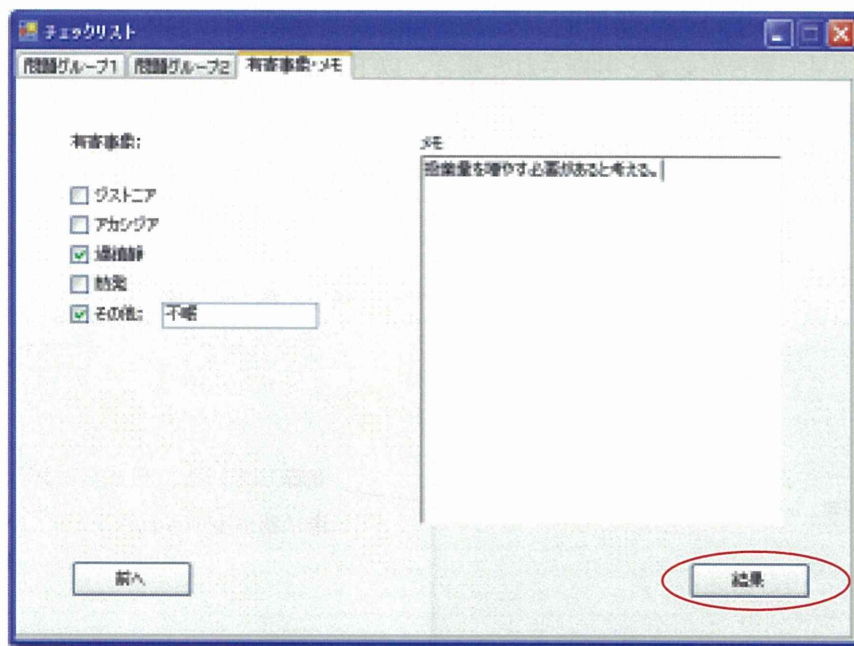 チェックリスト
問題グループ1 問題グループ2 有害事象・メモ
有害事象:
メモ
投薬量を増やす必要があると考える。
ジストニア
アカシジア
過鎮静
熱発
その他: 不眠
前へ
結果